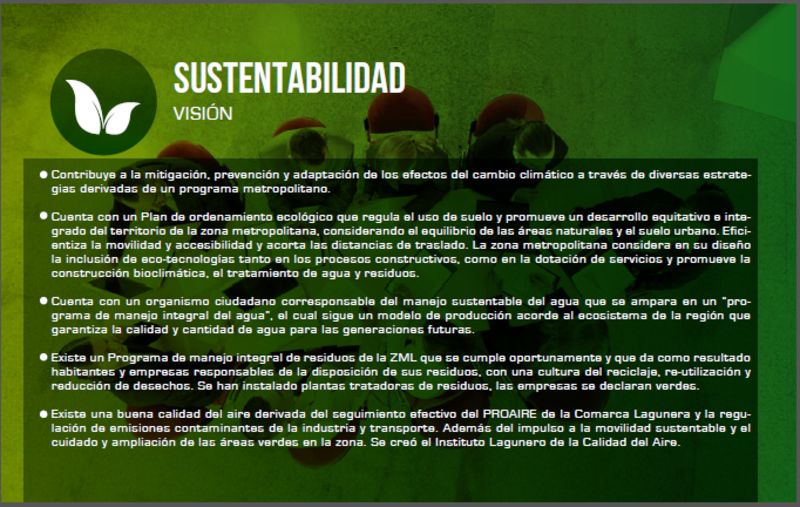 SUSTENTABILIDAD
VISIÓN
● Contribuye a la mitigación, prevención y adaptación de los efectos del cambio climático a través de diversas estrate-
gias derivadas de un programa metropolitano.
● Cuenta con un Plan de ordenamiento ecológico que regula el uso de suelo y promueve un desarrollo equitativo e inte-
grado del territorio de la zona metropolitana, considerando el equilibrio de las áreas naturales y el suelo urbano. Efici-
entiza la movilidad y accesibilidad y acorta las distancias de traslado. La zona metropolitana considera en su diseño
la inclusión de eco-tecnologías tanto en los procesos constructivos, como en la dotación de servicios y promueve la
construcción bioclimática, el tratamiento de agua y residuos.
● Cuenta con un organismo ciudadano corresponsable del manejo sustentable del agua que se ampara en un "pro-
grama de manejo integral del agua", el cual sigue un modelo de producción acorde al ecosistema de la región que
garantiza la calidad y cantidad de agua para las generaciones futuras.
● Existe un Programa de manejo integral de residuos de la ZML que se cumple oportunamente y que da como resultado
habitantes y empresas responsables de la disposición de sus residuos, con una cultura del reciclaje, re-utilización y
reducción de desechos. Se han instalado plantas tratadoras de residuos, las empresas se declaran verdes.
● Existe una buena calidad del aire derivada del seguimiento efectivo del PROAIRE de la Comarca Lagunera y la regu-
lación de emisiones contaminantes de la industria y transporte. Además del impulso a la movilidad sustentable y el
cuidado y ampliación de las áreas verdes en la zona. Se creó el Instituto Lagunero de la Calidad del Aire.